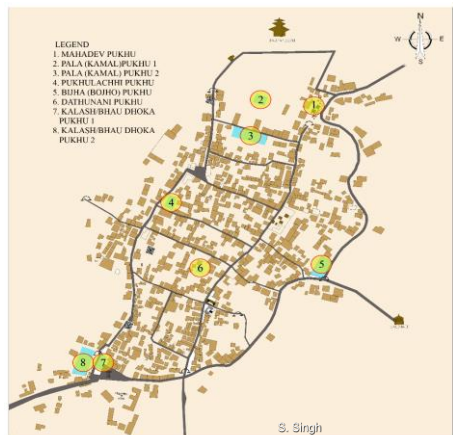 N
W
E
S
LEGEND
1. MAHADEV PUKHU
2. PALA (KAMAL)PUKHU 1
3. PALA (KAMAL) PUKHU 2
4. PUKHULACHHI PUKHU
5. BIJHA (BOJHO) PUKHU
6. DATHUNANI PUKHU
7. KALASH/BHAU DHOKA
PUKHU 1
8. KALASH/BHAU DHOKA
PUKHU 2
2
1
3
4
5
6
8
7
S. Singh